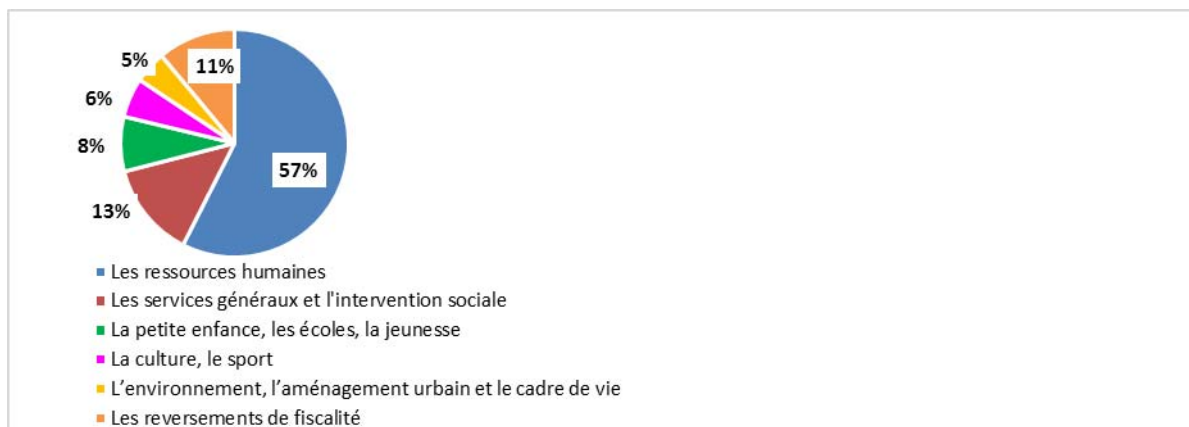 5%
11%
6%
8%
57%
13%
Les ressources humaines
Les services généraux et l'intervention sociale
La petite enfance, les écoles, la jeunesse
La culture, le sport
L’environnement, l’aménagement urbain et le cadre de vie
Les reversements de fiscalité